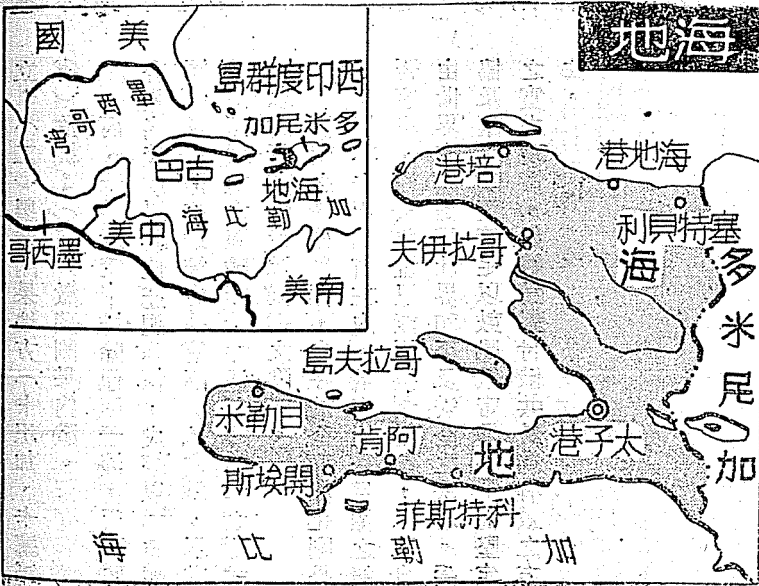 海地
美國
墨西哥湾
西印度群島
多米尼加
古巴
海地
加勒比海
中美
墨西哥
南美
培港
海地港
塞特貝利
哥拉伊夫
海地
多米尼加
哥拉夫島
日勒米
阿肯
太子港
開埃斯
科特斯菲
加勒比海